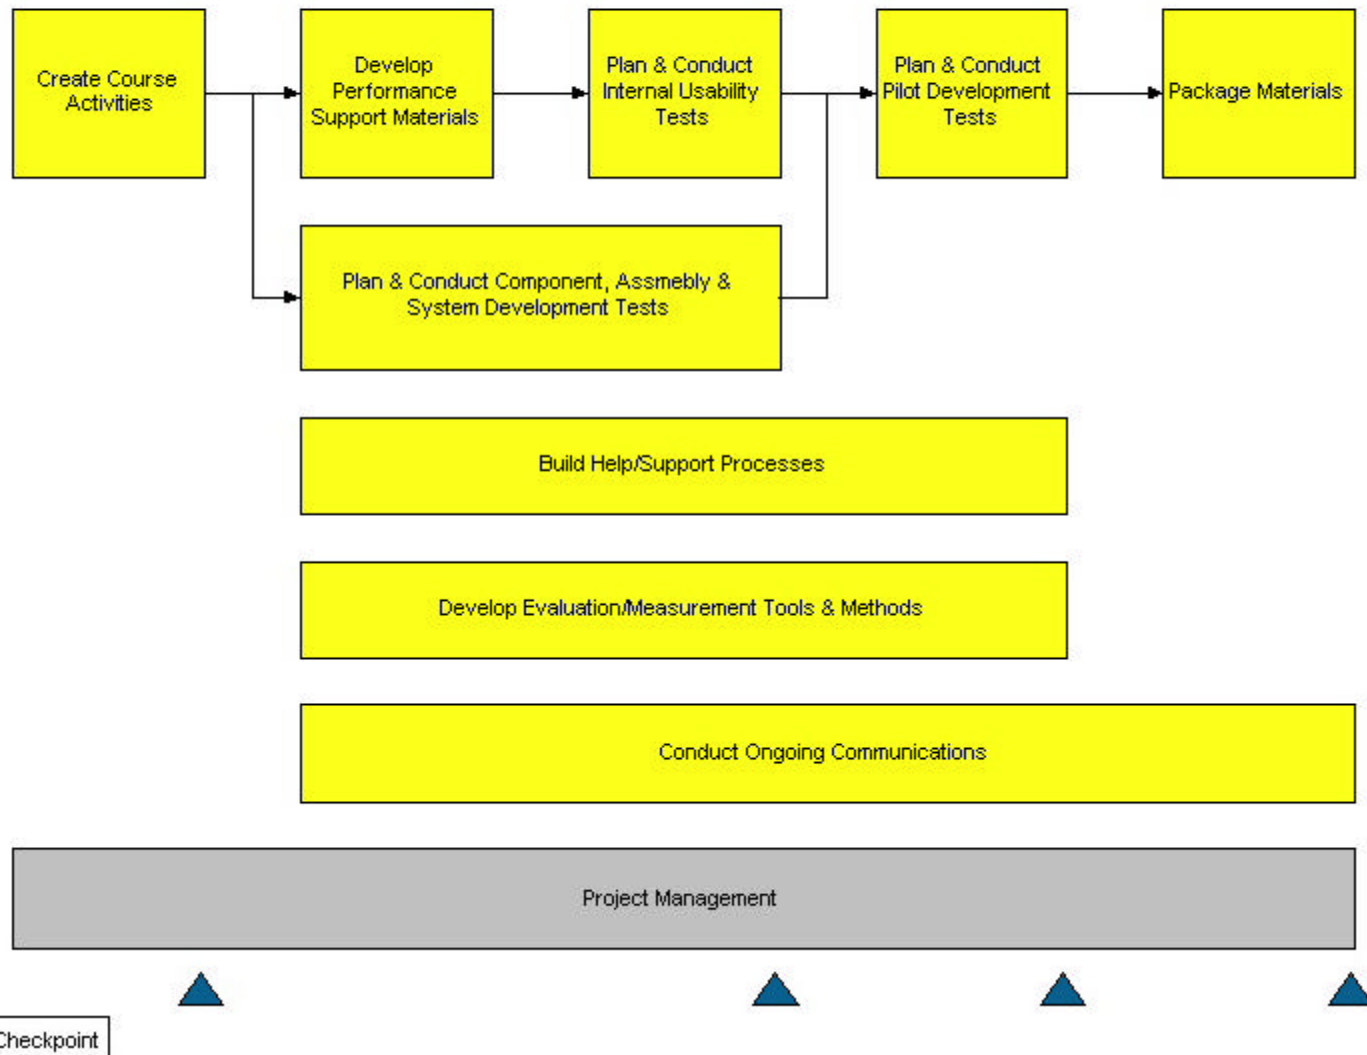 Create Course
Activities
Develop
Performance
Support Materials
Plan & Conduct
Internal Usability
Tests
Plan & Conduct
Pilot Development
Tests
Package Materials
Plan & Conduct Component, Assmebly &
System Development Tests
Build Help/Support Processes
Develop Evaluation/Measurement Tools & Methods
Conduct Ongoing Communications
Project Management
Checkpoint